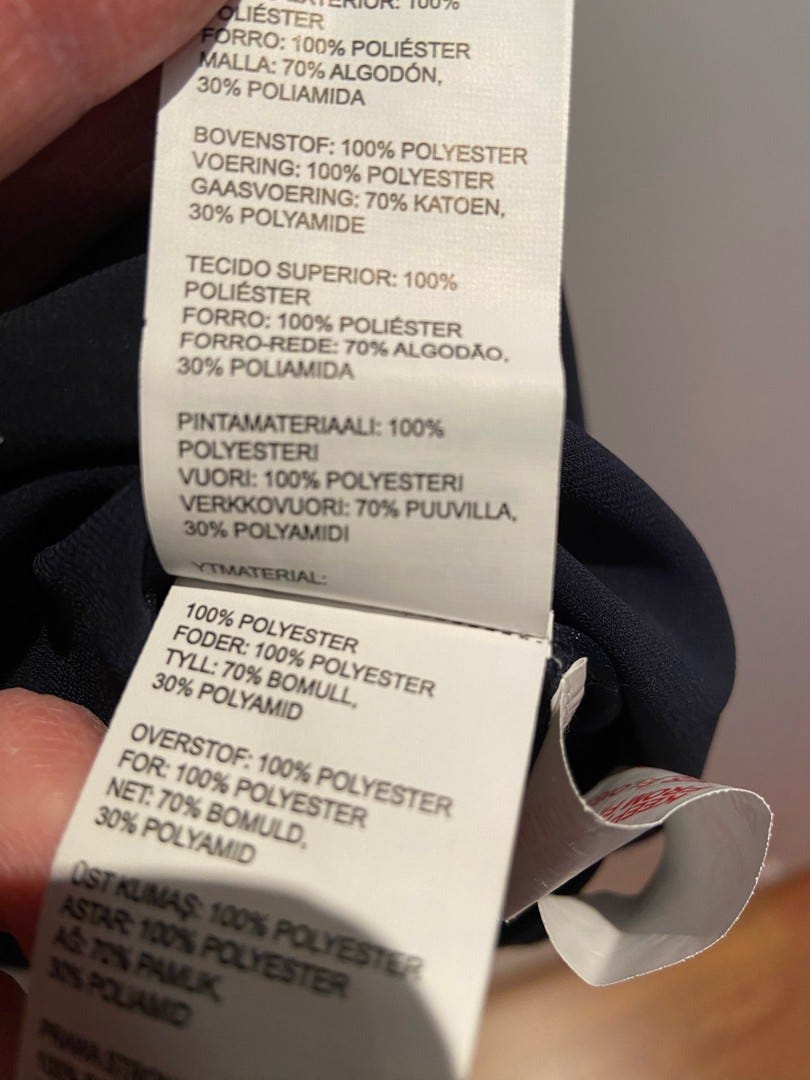 EXTERIOR: 100%
POLIÉSTER
FORRO: 100% POLIÉSTER
MALLA: 70% ALGODÓN,
30% POLIAMIDA
BOVENSTOF: 100% POLYESTER
VOERING: 100% POLYESTER
GAASVOERING: 70% KATOEN,
30% POLYAMIDE
TECIDO SUPERIOR: 100%
POLIÉSTER
FORRO: 100% POLIÉSTER
FORRO-REDE: 70% ALGODÃO,
30% POLIAMIDA
PINTAMATERIAALI: 100%
POLYESTERI
VUORI: 100% POLYESTERI
VERKKOVUORI: 70% PUUVILLA,
30% POLYAMIDI
YTMATERIAL:
100% POLYESTER
FODER: 100% POLYESTER
TYLL: 70% BOMULL,
30% POLYAMID
OVERSTOF: 100% POLYESTER
FOR: 100% POLYESTER
NET: 70% BOMULD,
30% POLYAMID
ÜST KUMAŞ: 100% POLYESTER
ASTAR: 100% POLYESTER
AĞ: 70% PAMUK,
30% POLIAMID